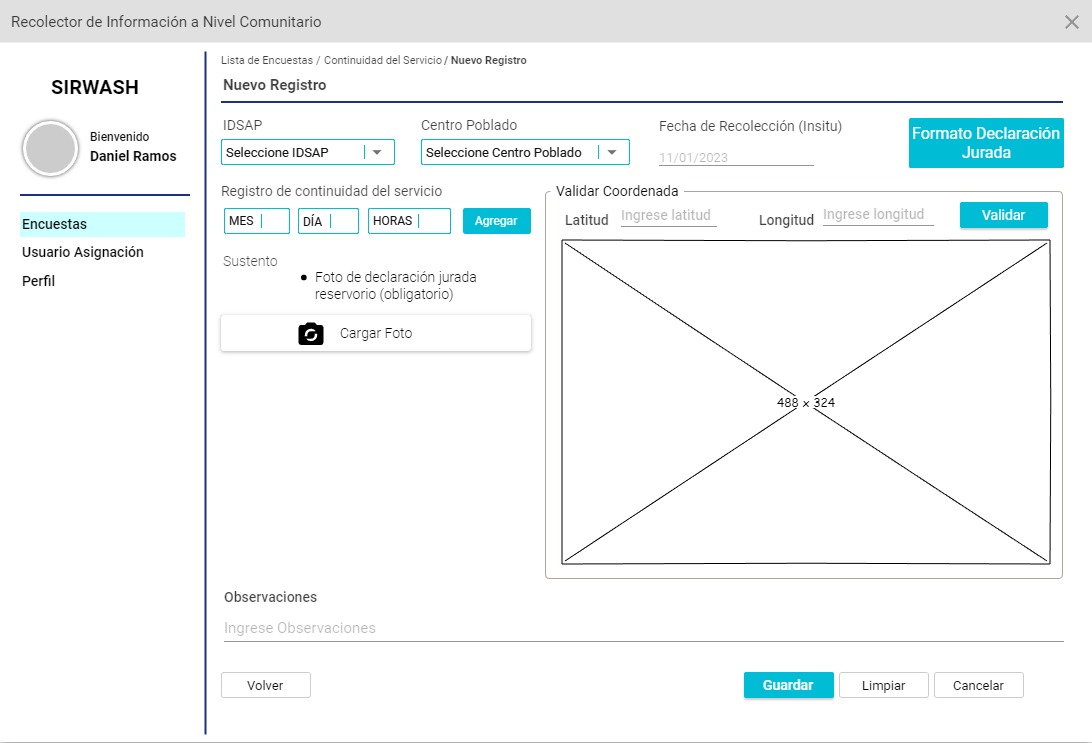 Recolector de Información a Nivel Comunitario
SIRWASH
Bienvenido
Daniel Ramos
Encuestas
Usuario Asignación
Perfil
Lista de Encuestas / Continuidad del Servicio / Nuevo Registro
Nuevo Registro
IDSAP
Seleccione IDSAP
Centro Poblado
Seleccione Centro Poblado
Fecha de Recolección (Insitu)
11/01/2023
Formato Declaración
Jurada
Registro de continuidad del servicio
MES
DÍA
HORAS
Agregar
Sustento
• Foto de declaración jurada
reservorio (obligatorio)
Cargar Foto
Validar Coordenada
Latitud
Ingrese latitud
Longitud
Ingrese longitud
Validar
488 x 324
Observaciones
Ingrese Observaciones
Volver
Guardar
Limpiar
Cancelar